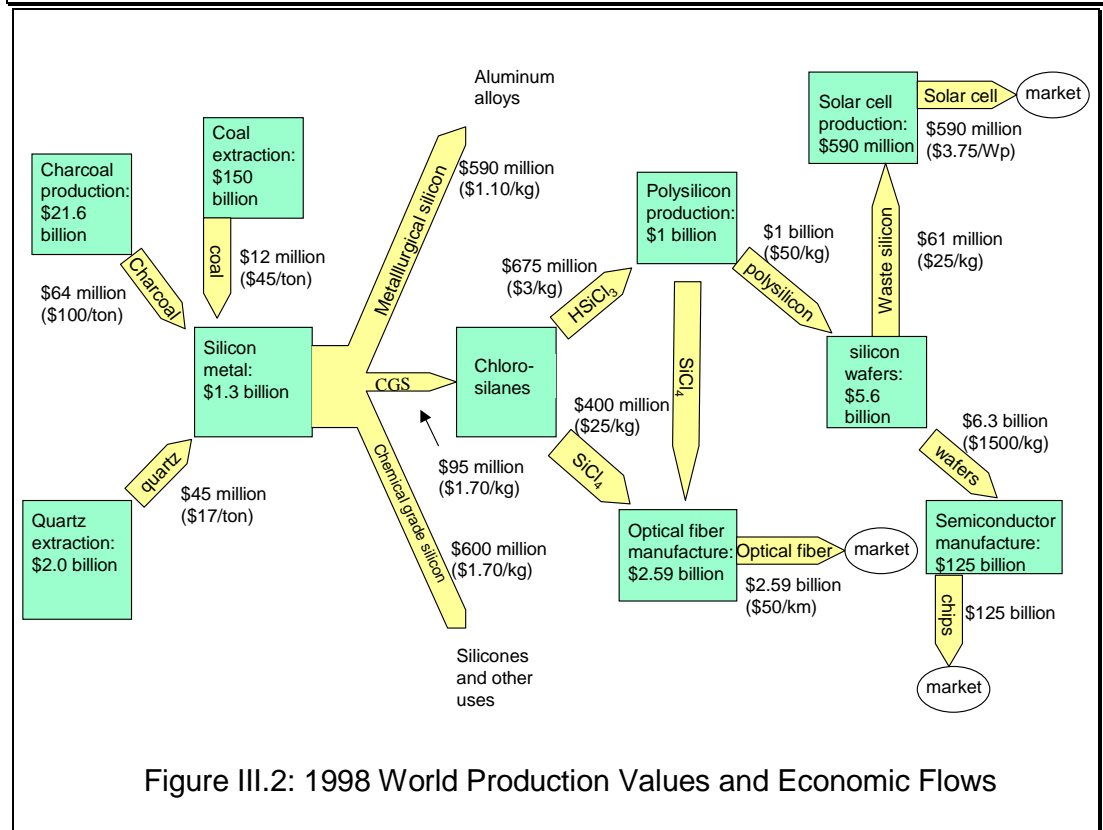 Aluminum
alloys
Solar cell
production:
$590 million
Solar cell
market
$590 million
($3.75/Wp)
Coal
extraction:
$150
billion
Charcoal
production:
$21.6
billion
Metalllurgical silicon
$590 million
($1.10/kg)
Polysilicon
production:
$1 billion
$1 billion
($50/kg)
polysilicon
Waste silicon
$61 million
($25/kg)
coal
$12 million
($45/ton)
Charcoal
$64 million
($100/ton)
$675 million
($3/kg)
HSiCl3
Silicon
metal:
$1.3 billion
CGS
Chloro-
silanes
SiCl4
silicon
wafers:
$5.6
billion
$400 million
($25/kg)
SiCl4
$6.3 billion
($1500/kg)
wafers
quartz
$45 million
($17/ton)
$95 million
($1.70/kg)
Chemical grade silicon
Quartz
extraction:
$2.0 billion
$600 million
($1.70/kg)
Optical fiber
manufacture:
$2.59 billion
Optical fiber
market
$2.59 billion
($50/km)
Semiconductor
manufacture:
$125 billion
chips
$125 billion
market
Silicones
and other
uses
Figure III.2: 1998 World Production Values and Economic Flows